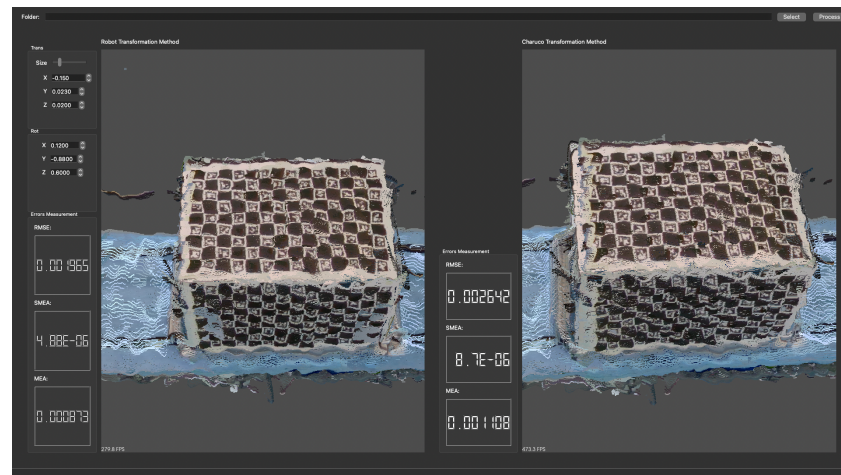 Folder:
Select
Process
Trans
Size
X -0.150
Y 0.0230
Z 0.0200
Rot
X 0.1200
Y -0.8800
Z 0.6000
Errors Measurement
RMSE:
0.001965
SMEA:
4.88E-06
MEA:
0.000873
Robot Transformation Method
279.8 FPS
Errors Measurement
RMSE:
0.002642
SMEA:
8.7E-06
MEA:
0.001108
Charuco Transformation Method
473.3 FPS